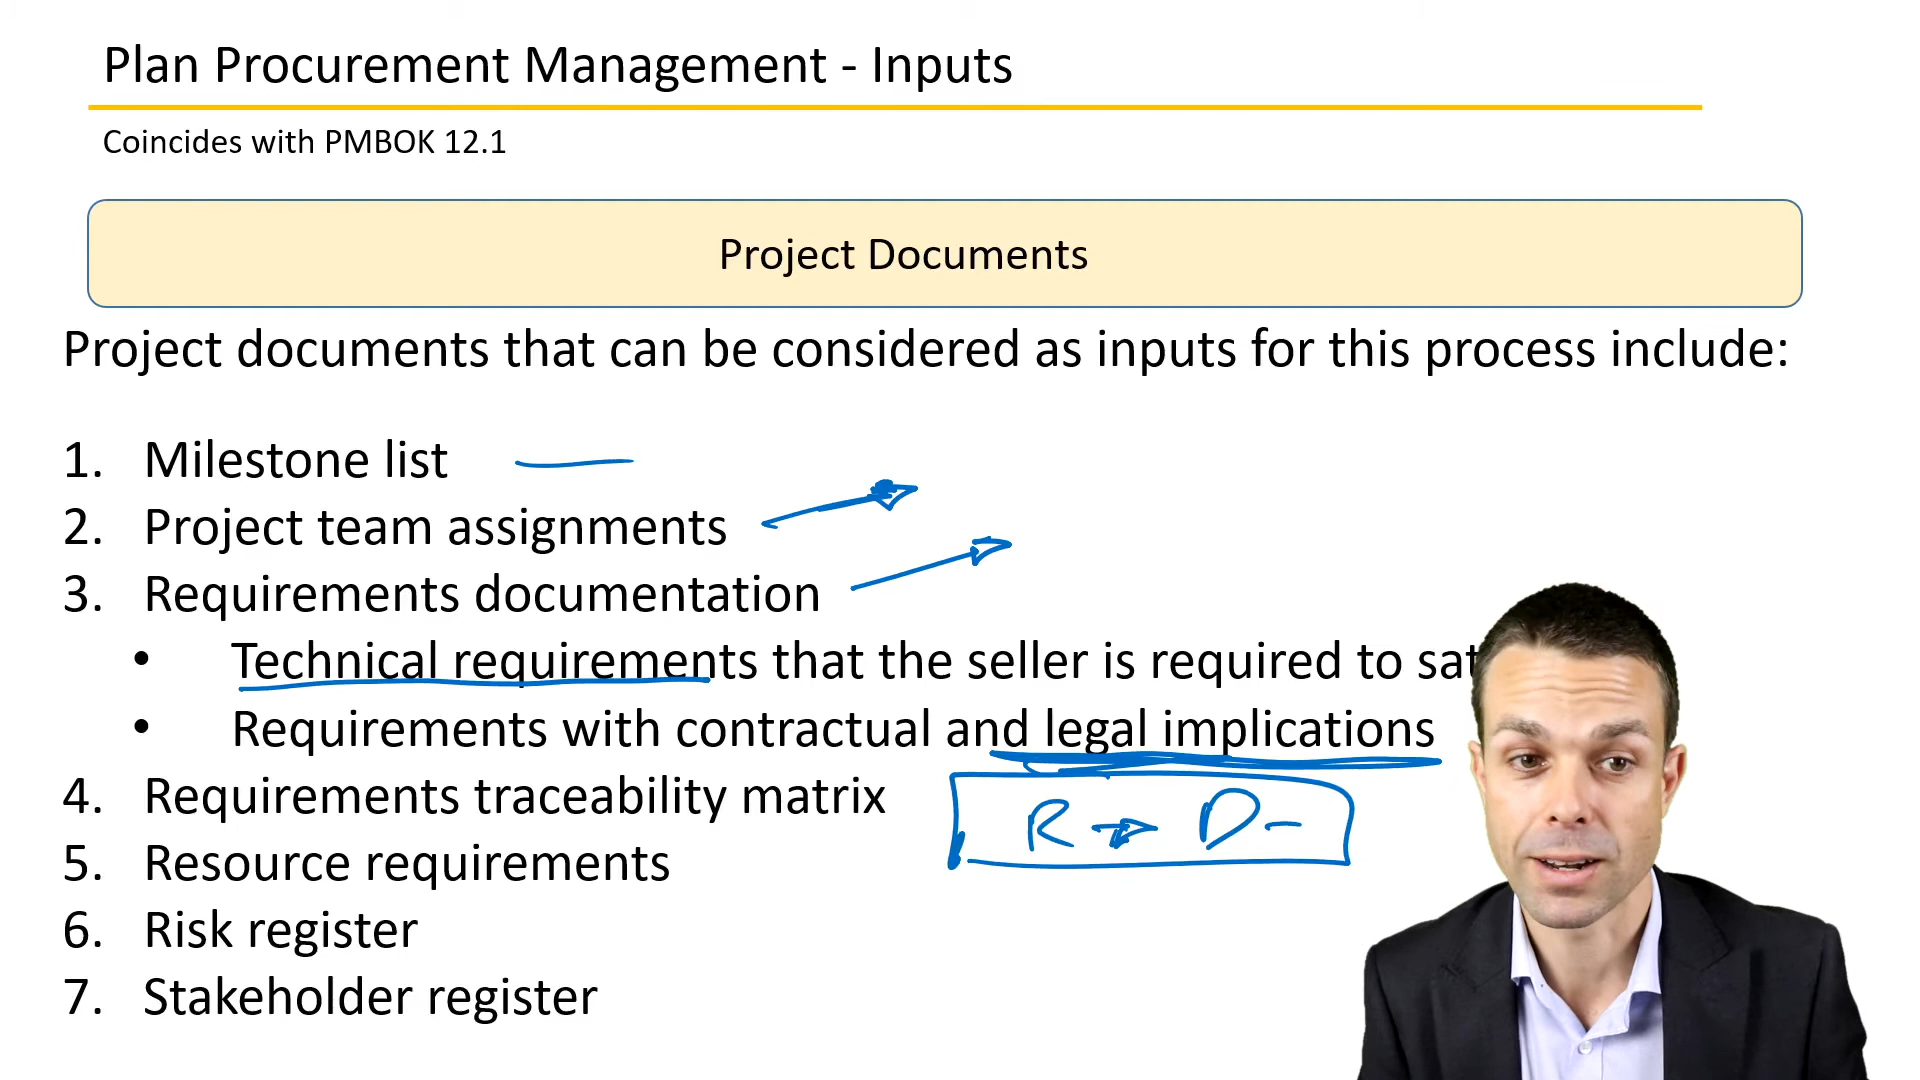 Plan Procurement Management - Inputs
Coincides with PMBOK 12.1
Project Documents
Project documents that can be considered as inputs for this process include:
1. Milestone list
2. Project team assignments
3. Requirements documentation
• Technical requirements that the seller is required to
• Requirements with contractual and legal implications
4. Requirements traceability matrix
R → D -
5. Resource requirements
6. Risk register
7. Stakeholder register